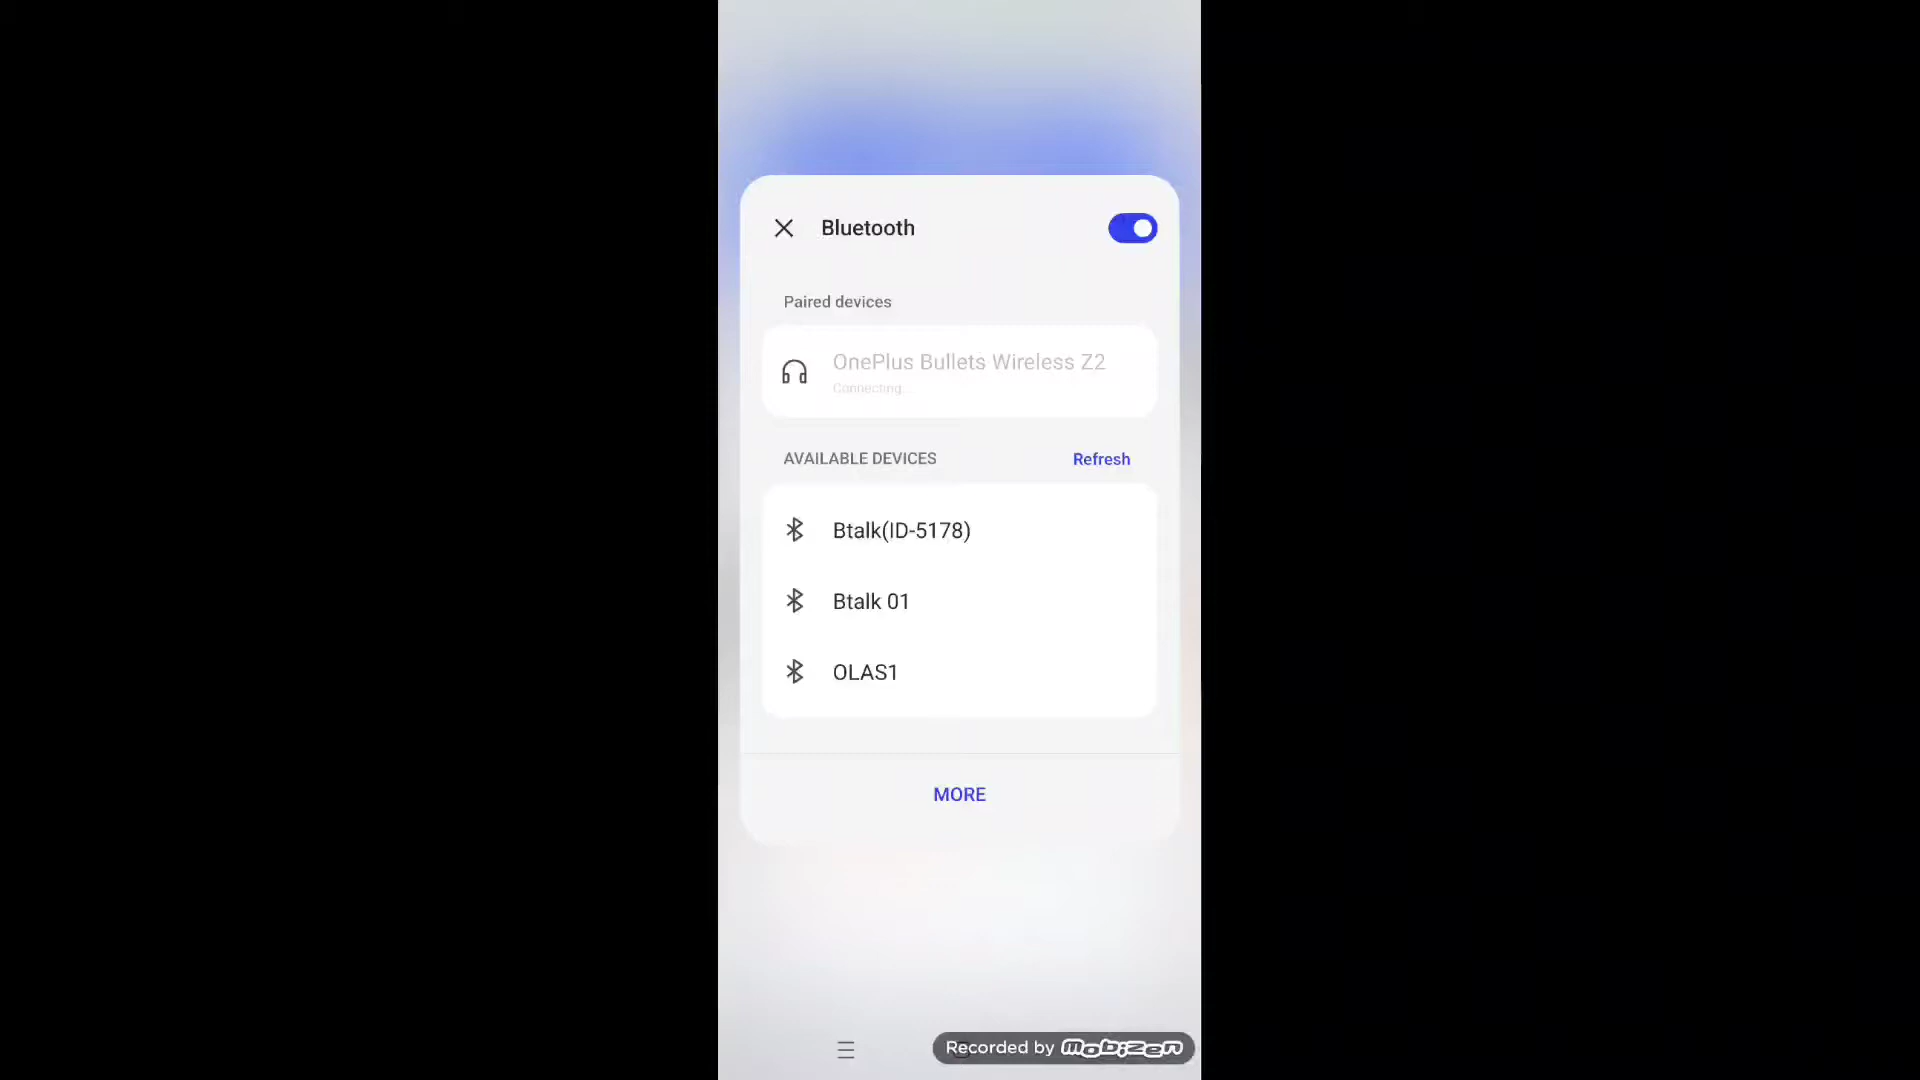 Bluetooth
Paired devices
OnePlus Bullets Wireless Z2
Connecting...
AVAILABLE DEVICES Refresh
Btalk(ID-5178)
Btalk 01
OLAS1
MORE
Recorded by mobizen